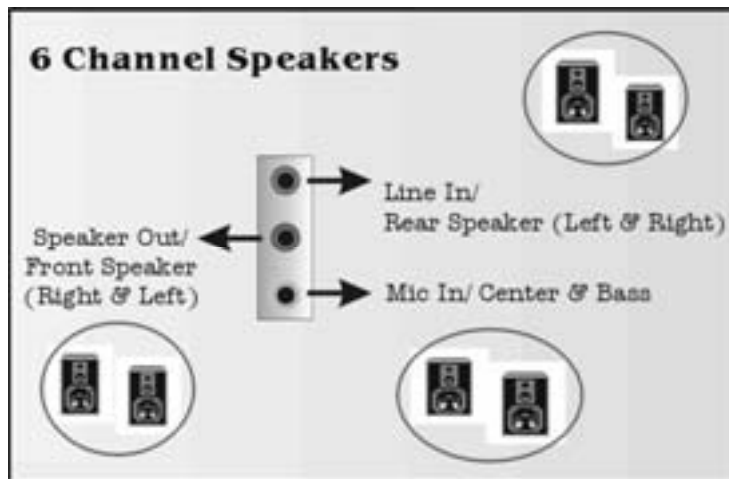 6 Channel Speakers
Line In/
Rear Speaker (Left & Right)
Speaker Out/
Front Speaker
(Right & Left)
Mic In/ Center & Bass